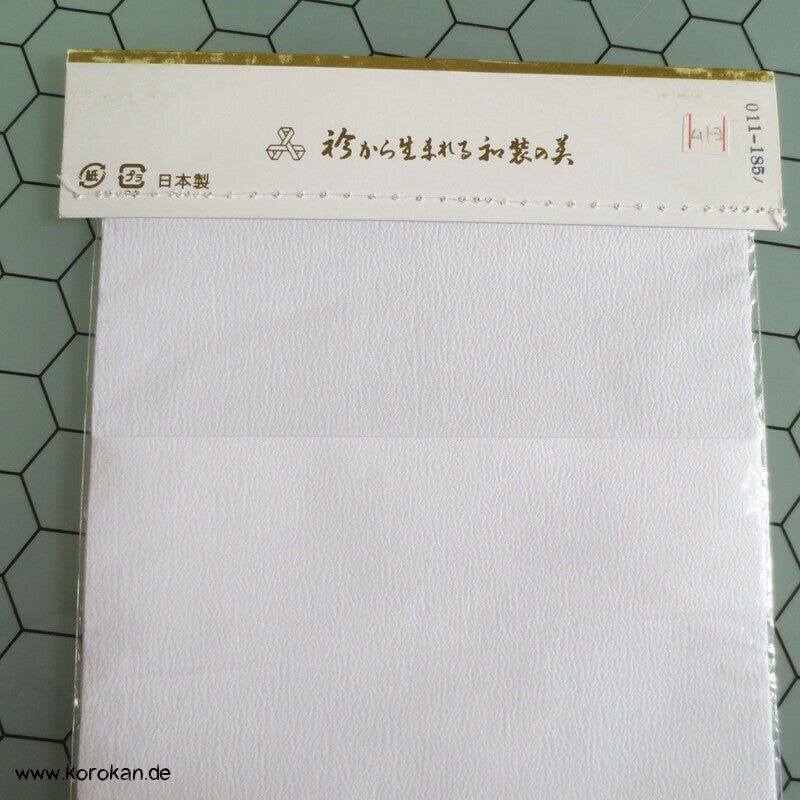 衿から生まれる和装の美
011-185
紙 プラ 日本製
www.korokan.de